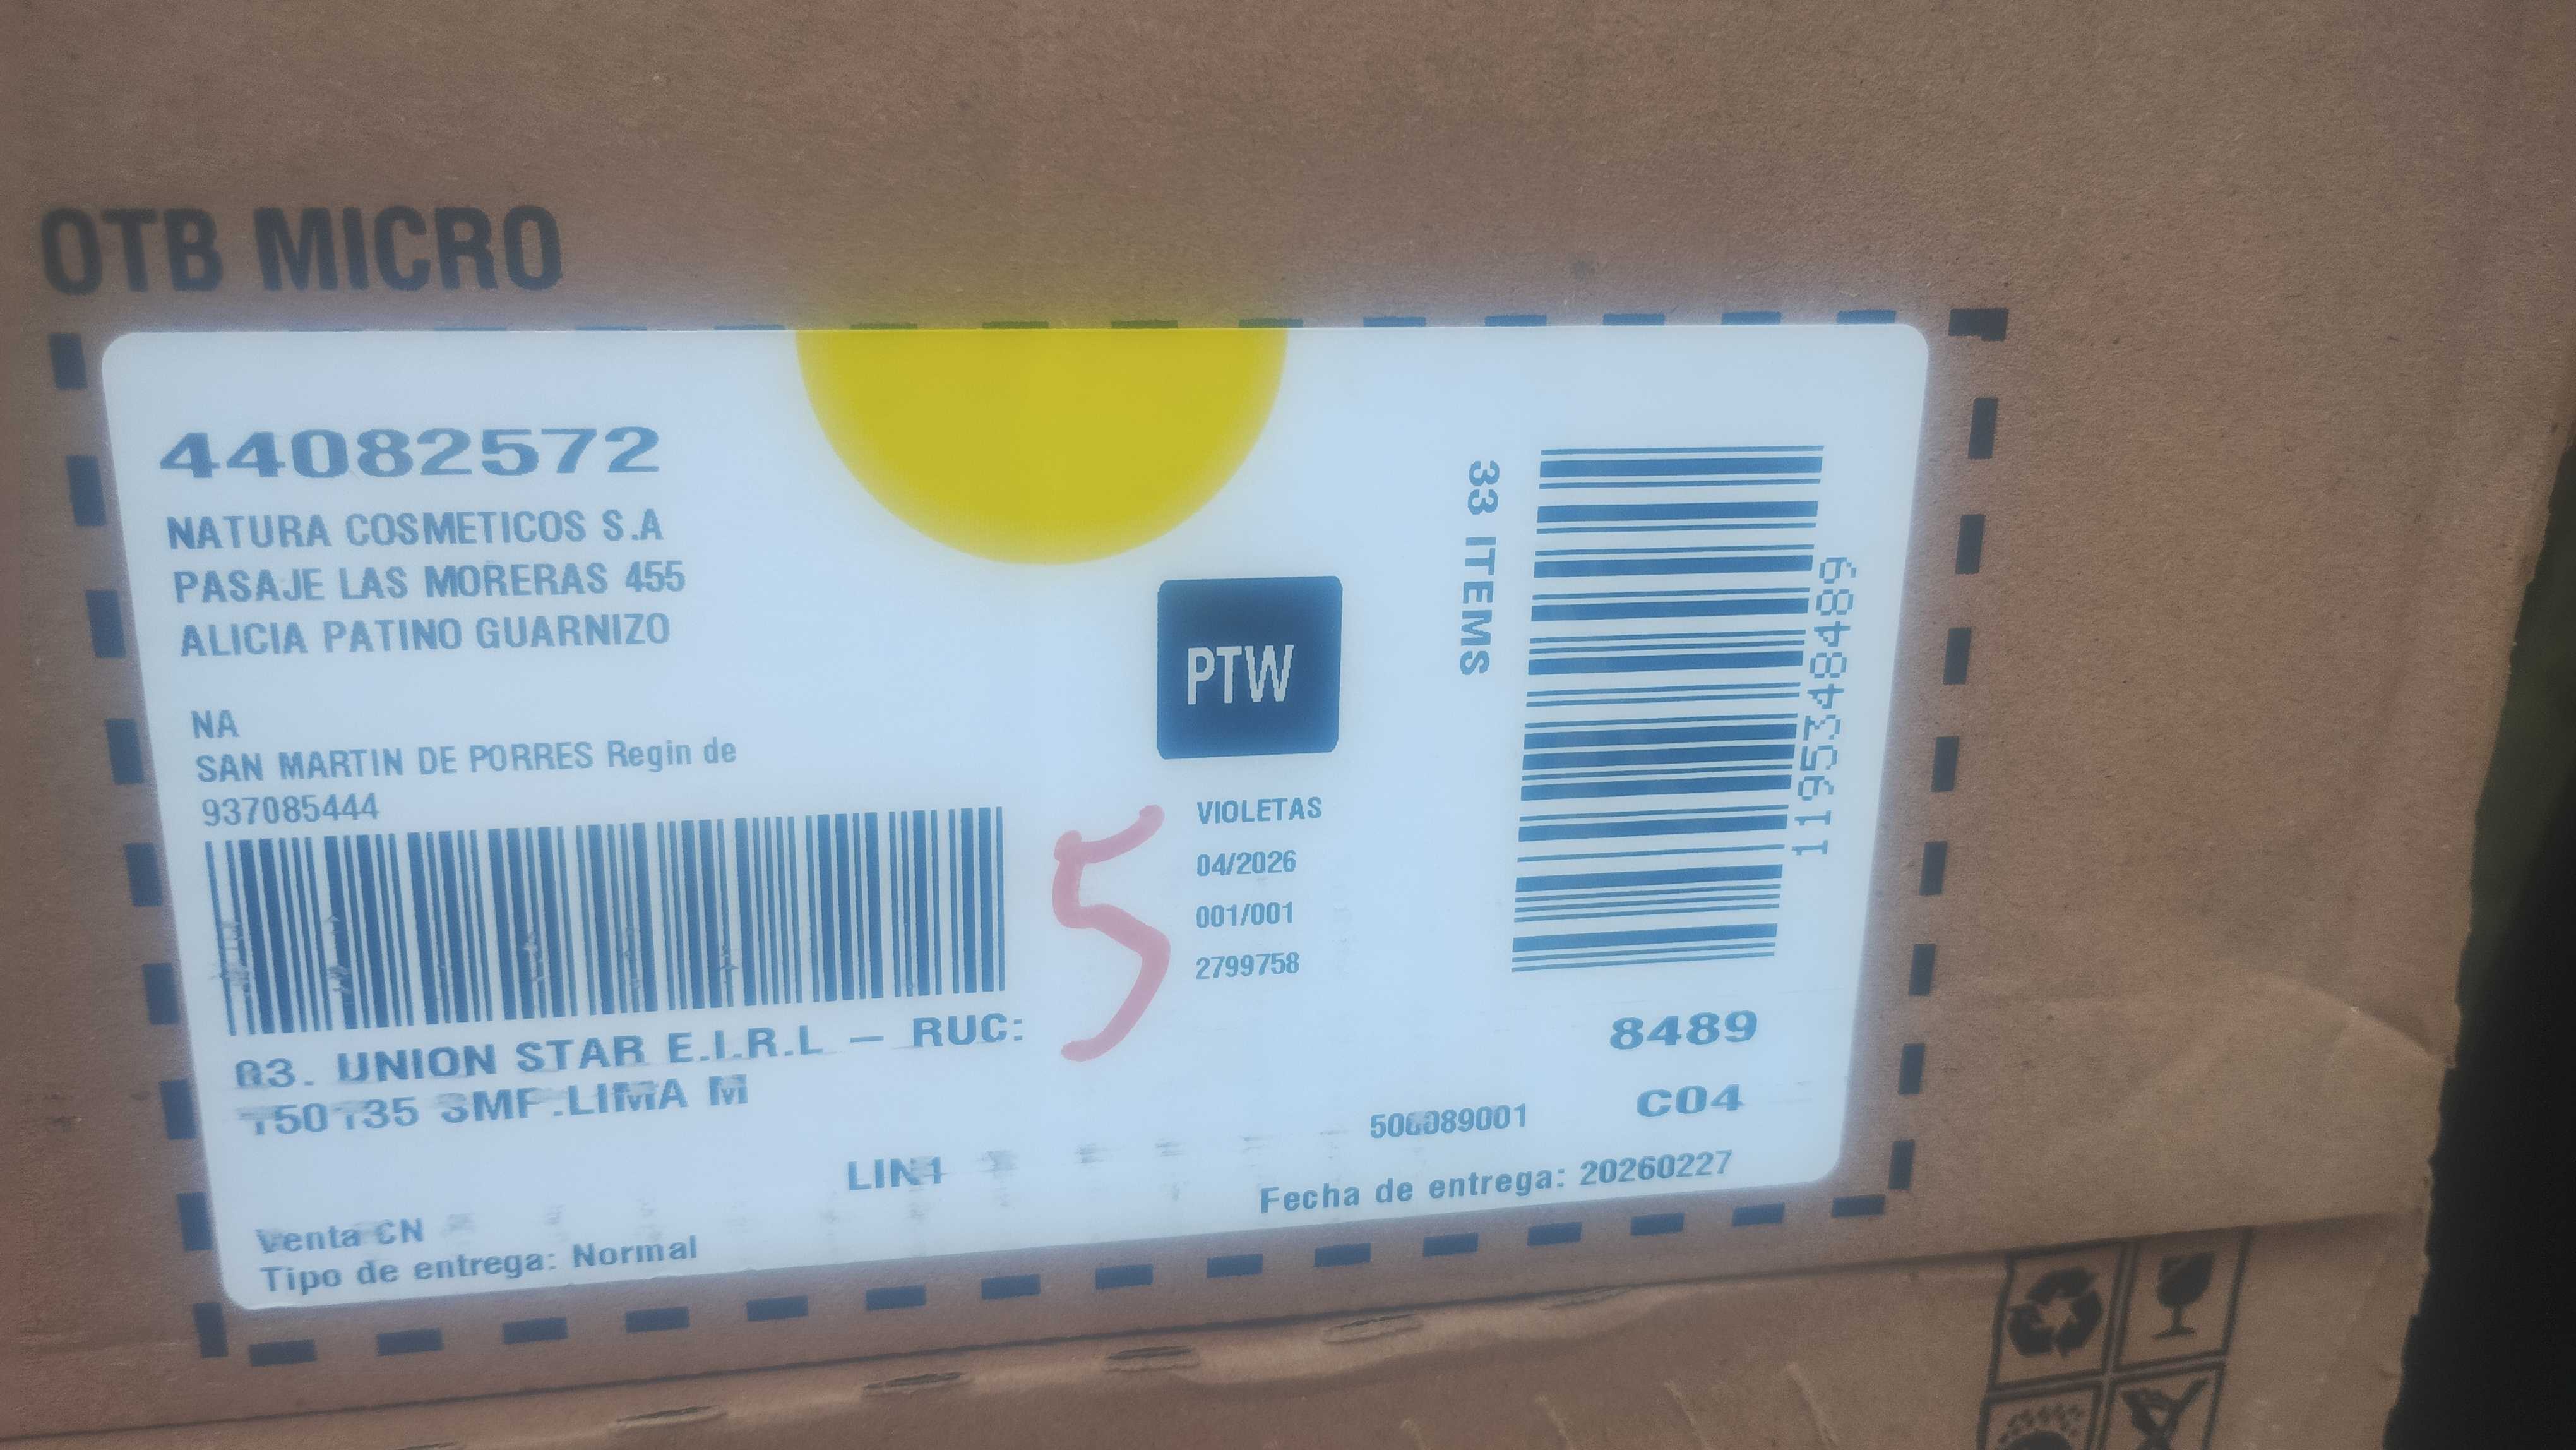 OTB MICRO
44082572
NATURA COSMETICOS S.A
PASAJE LAS MORERAS 455
ALICIA PATINO GUARNIZO
NA
SAN MARTIN DE PORRES Regin de
937085444
UNION STAR E.I.R.L – RUC:
150135 SMP.LIMA M
LIN1
Venta CN
Tipo de entrega: Normal
PTW
5
VIOLETAS
04/2026
001/001
2799758
33 ITEMS
119534848489
8489
C04
Fecha de entrega: 20260227